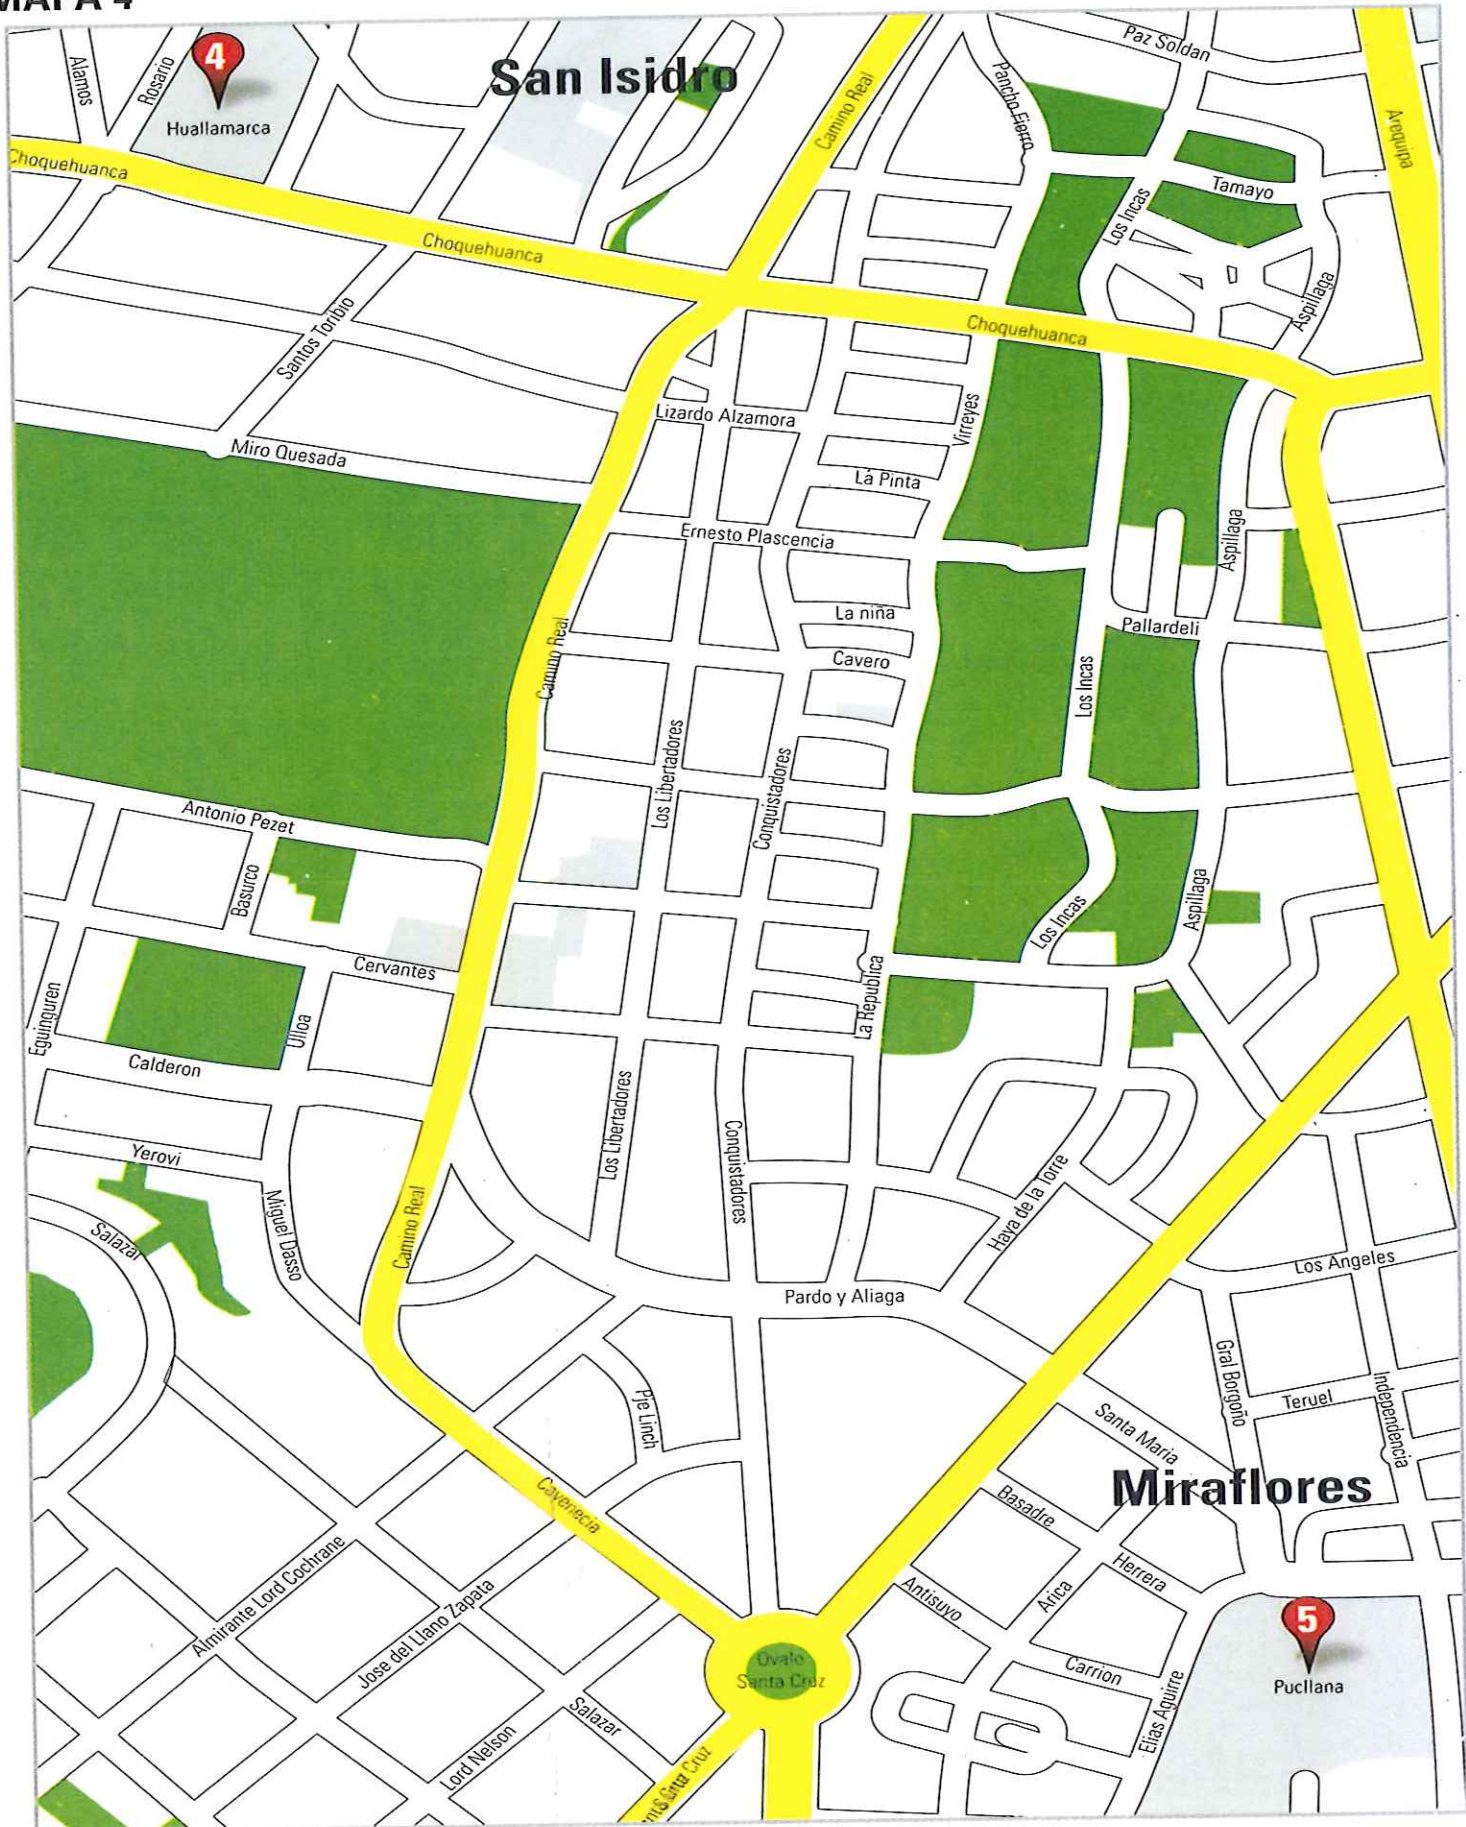 MAPA 4
Alamos
Rosario
4
Huallamarca
San Isidro
Camino Real
Pancho Fierro
Paz Soldan
Arequipa
Choquehuanca
Tamayo
Los Incas
Choquehuanca
Aspillaga
Santos Toribio
Choquehuanca
Lizardo Alzamora
Virreyes
Miro Quesada
La Pinta
Ernesto Plascencia
Aspillaga
La niña
Pallardeli
Camino Real
Cavero
Los Incas
Los Libertadores
Conquistadores
Antonio Pezet
Basurco
Aspillaga
Los Incas
Cervantes
La Republica
Eguinguren
Ulloa
Calderon
Los Libertadores
Conquistadores
Yerovi
Haya de la Torre
Miguel Dasso
Camino Real
Salazar
Los Angeles
Pardo y Aliaga
Gral Borgoño
Pje Linch
Teruel
Independencia
Santa Maria
Miraflores
Cavenecia
Basadre
Almirante Lord Cochrane
Herrera
Antisuyo
Arica
Jose del Llano Zapata
5
Ovalo
Santa Cruz
Carrion
Pucllana
Elias Aguirre
Salazar
Lord Nelson
Cruz